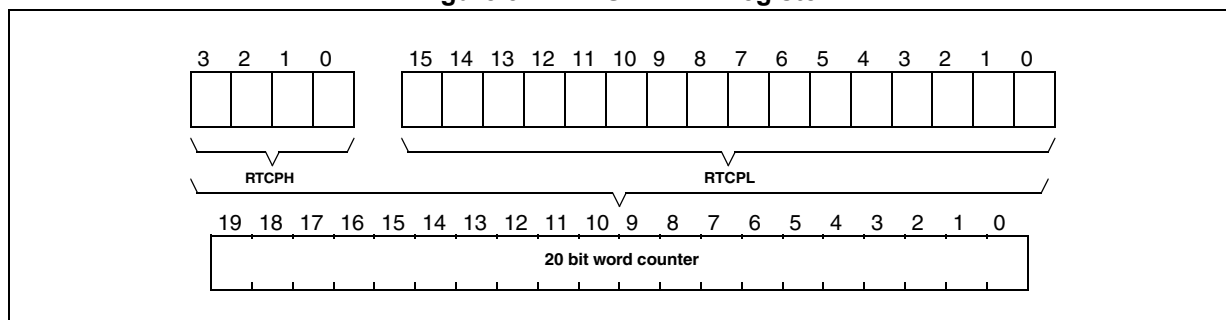 3 2 1 0 15 14 13 12 11 10 9 8 7 6 5 4 3 2 1 0
RTCPH RTCPL
19 18 17 16 15 14 13 12 11 10 9 8 7 6 5 4 3 2 1 0
20 bit word counter